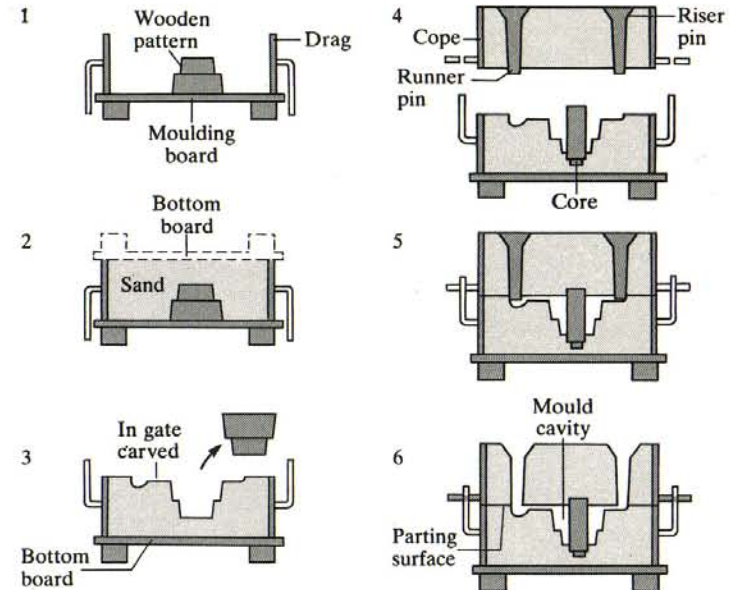 1
Wooden
pattern
Drag
Moulding
board
2
Bottom
board
Sand
3
In gate
carved
Bottom
board
4
Cope
Riser
pin
Runner
pin
Core
5
6
Mould
cavity
Parting
surface